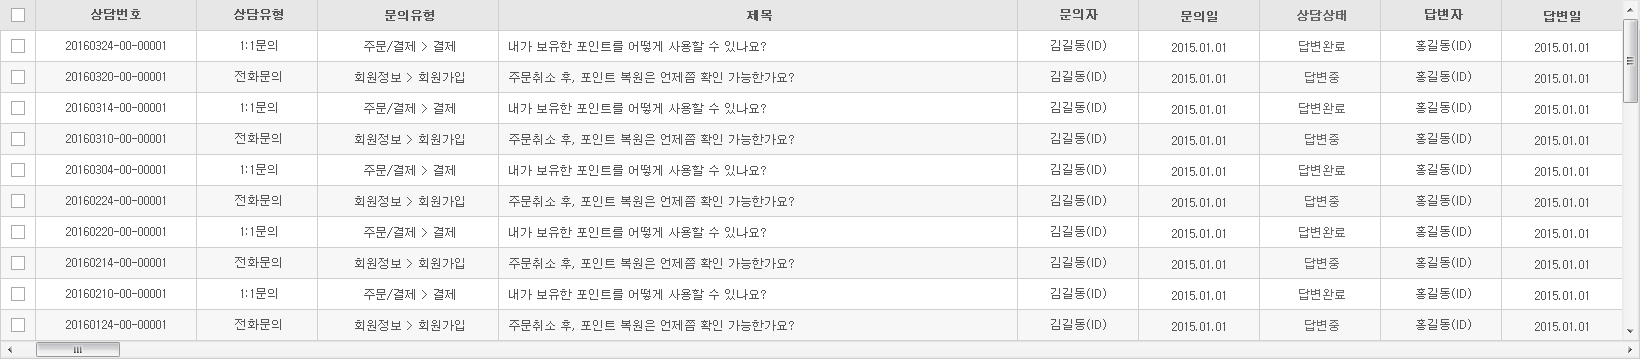 상담번호 상담유형 문의유형 제목 문의자 문의일 상담상태 답변자 답변일
20160324-00-00001 1:1문의 주문/결제 > 결제 내가 보유한 포인트를 어떻게 사용할 수 있나요? 김길동(ID) 2015.01.01 답변완료 홍길동(ID) 2015.01.01
20160320-00-00001 전화문의 회원정보 > 회원가입 주문취소 후, 포인트 복원은 언제쯤 확인 가능한가요? 김길동(ID) 2015.01.01 답변중 홍길동(ID) 2015.01.01
20160314-00-00001 1:1문의 주문/결제 > 결제 내가 보유한 포인트를 어떻게 사용할 수 있나요? 김길동(ID) 2015.01.01 답변완료 홍길동(ID) 2015.01.01
20160310-00-00001 전화문의 회원정보 > 회원가입 주문취소 후, 포인트 복원은 언제쯤 확인 가능한가요? 김길동(ID) 2015.01.01 답변중 홍길동(ID) 2015.01.01
20160304-00-00001 1:1문의 주문/결제 > 결제 내가 보유한 포인트를 어떻게 사용할 수 있나요? 김길동(ID) 2015.01.01 답변완료 홍길동(ID) 2015.01.01
20160224-00-00001 전화문의 회원정보 > 회원가입 주문취소 후, 포인트 복원은 언제쯤 확인 가능한가요? 김길동(ID) 2015.01.01 답변중 홍길동(ID) 2015.01.01
20160220-00-00001 1:1문의 주문/결제 > 결제 내가 보유한 포인트를 어떻게 사용할 수 있나요? 김길동(ID) 2015.01.01 답변완료 홍길동(ID) 2015.01.01
20160214-00-00001 전화문의 회원정보 > 회원가입 주문취소 후, 포인트 복원은 언제쯤 확인 가능한가요? 김길동(ID) 2015.01.01 답변중 홍길동(ID) 2015.01.01
20160210-00-00001 1:1문의 주문/결제 > 결제 내가 보유한 포인트를 어떻게 사용할 수 있나요? 김길동(ID) 2015.01.01 답변완료 홍길동(ID) 2015.01.01
20160124-00-00001 전화문의 회원정보 > 회원가입 주문취소 후, 포인트 복원은 언제쯤 확인 가능한가요? 김길동(ID) 2015.01.01 답변중 홍길동(ID) 2015.01.01